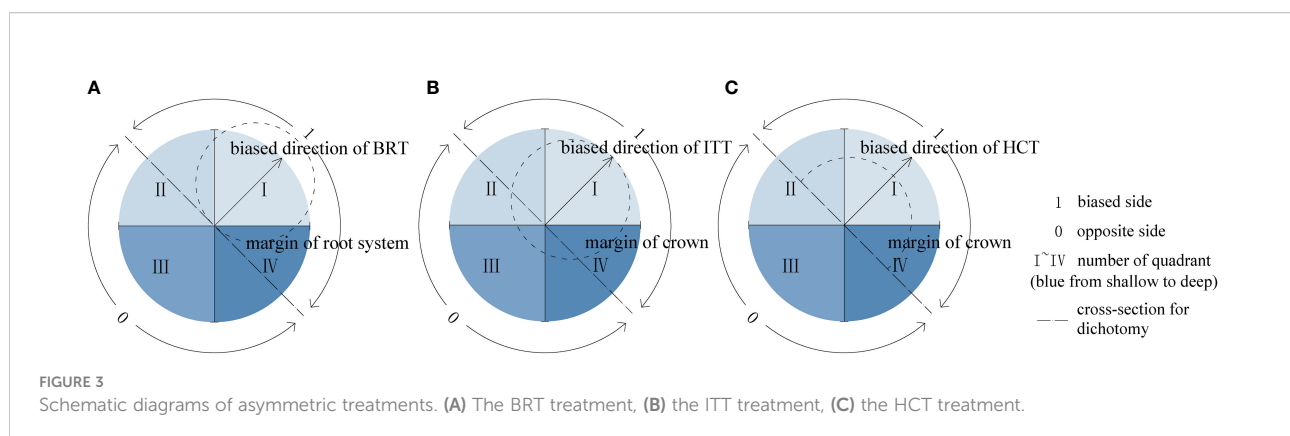 A
1
biased direction of BRT
II
I
margin of root system
III
IV
0
B
1
biased direction of ITT
II
I
margin of crown
III
IV
0
C
1
biased direction of HCT
II
I
margin of crown
III
IV
0
1 biased side
0 opposite side
I~IV number of quadrant
(blue from shallow to deep)
cross-section for
dichotomy
FIGURE 3
Schematic diagrams of asymmetric treatments. (A) The BRT treatment, (B) the ITT treatment, (C) the HCT treatment.